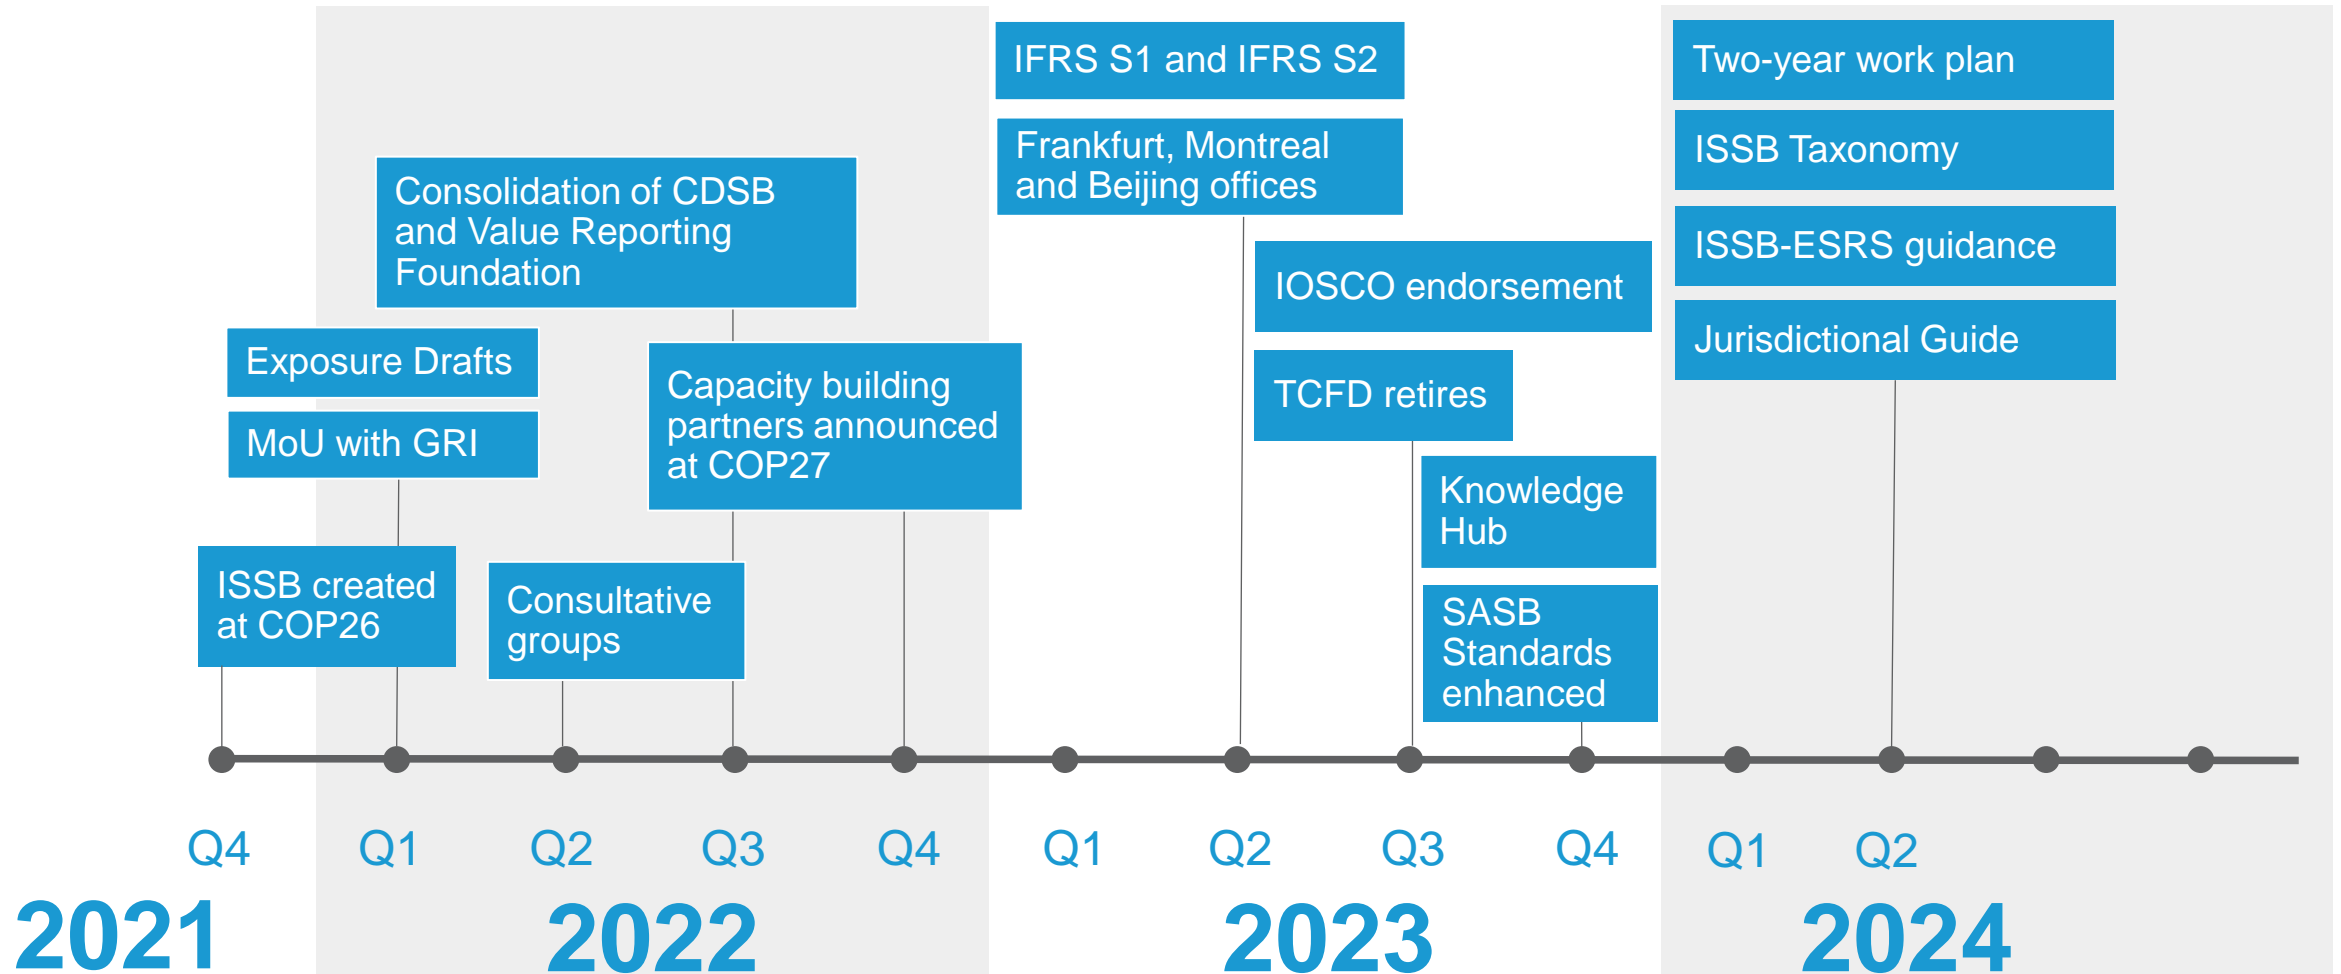 IFRS S1 and IFRS S2
Two-year work plan
Frankfurt, Montreal
and Beijing offices
ISSB Taxonomy
Consolidation of CDSB
and Value Reporting
Foundation
ISSB-ESRS guidance
IOSCO endorsement
Jurisdictional Guide
Exposure Drafts
Capacity building
partners announced
at COP27
TCFD retires
MoU with GRI
Knowledge
Hub
ISSB created
at COP26
Consultative
groups
SASB
Standards
enhanced
Q4 Q1 Q2 Q3 Q4 Q1 Q2 Q3 Q4 Q1 Q2
2021 2022 2023 2024